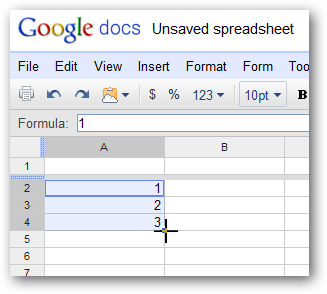 Google docs Unsaved spreadsheet
File Edit View Insert Format Form Too
$ % 123 10pt B
Formula: 1
A B
1
2 1
3 2
4 3
5
6
7